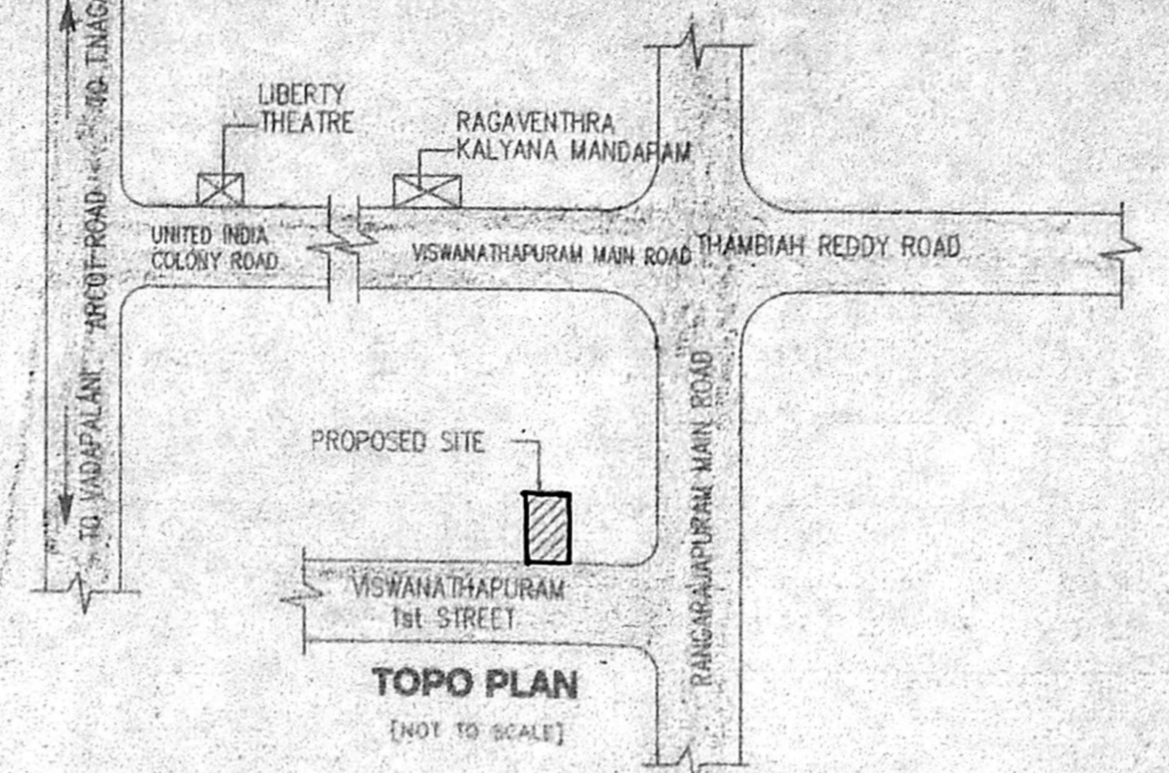 TO T.NAG
LIBERTY
THEATRE
RAGAVENTHRA
KALYANA MANDAPAM
UNITED INDIA
COLONY ROAD
VISWANATHAPURAM MAIN ROAD
THAMBIAH REDDY ROAD
TO VADAPALANI
ARCOT ROAD
RANGARAJAPURAM MAIN ROAD
PROPOSED SITE
VISWANATHAPURAM
1st STREET
TOPO PLAN
[NOT TO SCALE]